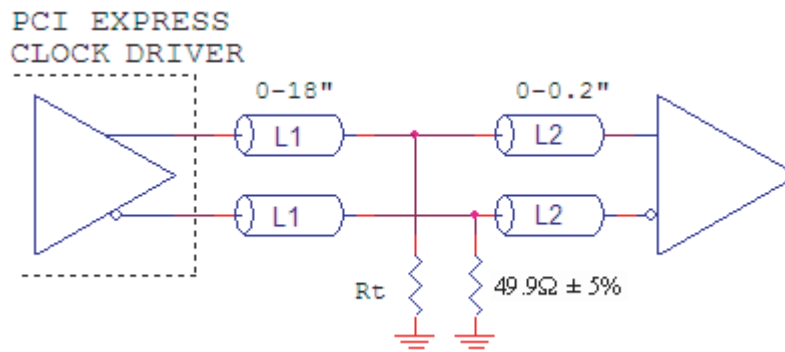 PCI EXPRESS
CLOCK DRIVER
0-18"
0-0.2"
L1
L2
L1
L2
Rt
49.9Ω ± 5%